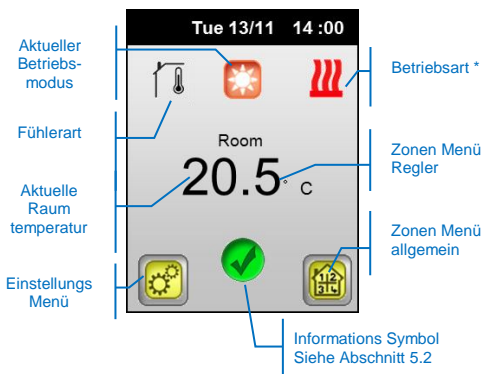 Tue 13/11 14:00
Aktueller
Betriebs-
modus
Betriebsart *
Fühlerart
Room
20.5° C
Zonen Menü
Regler
Aktuelle
Raum
temperatur
Zonen Menü
allgemein
Einstellungs
Menü
1 2
3 4
Informations Symbol
Siehe Abschnitt 5.2